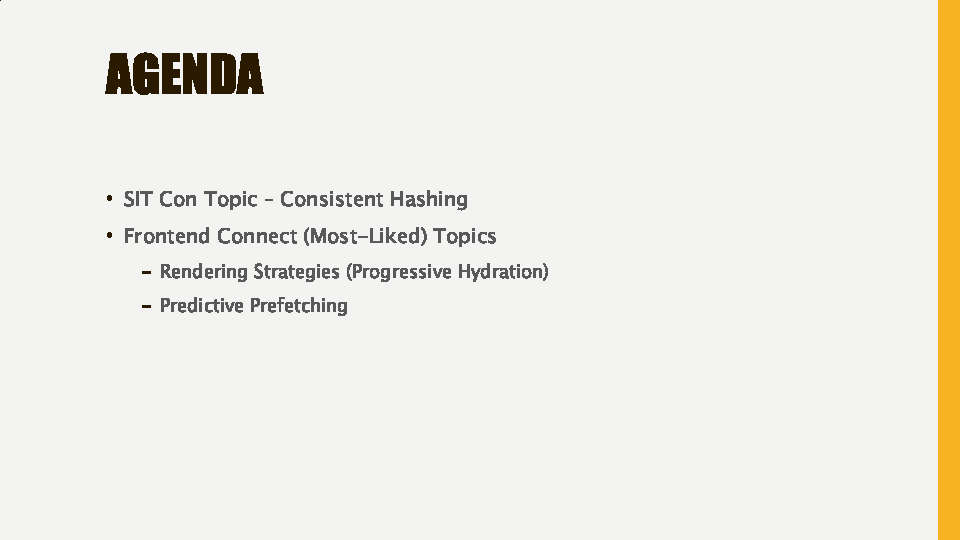 AGENDA
• SIT Con Topic – Consistent Hashing
• Frontend Connect (Most-Liked) Topics
– Rendering Strategies (Progressive Hydration)
– Predictive Prefetching